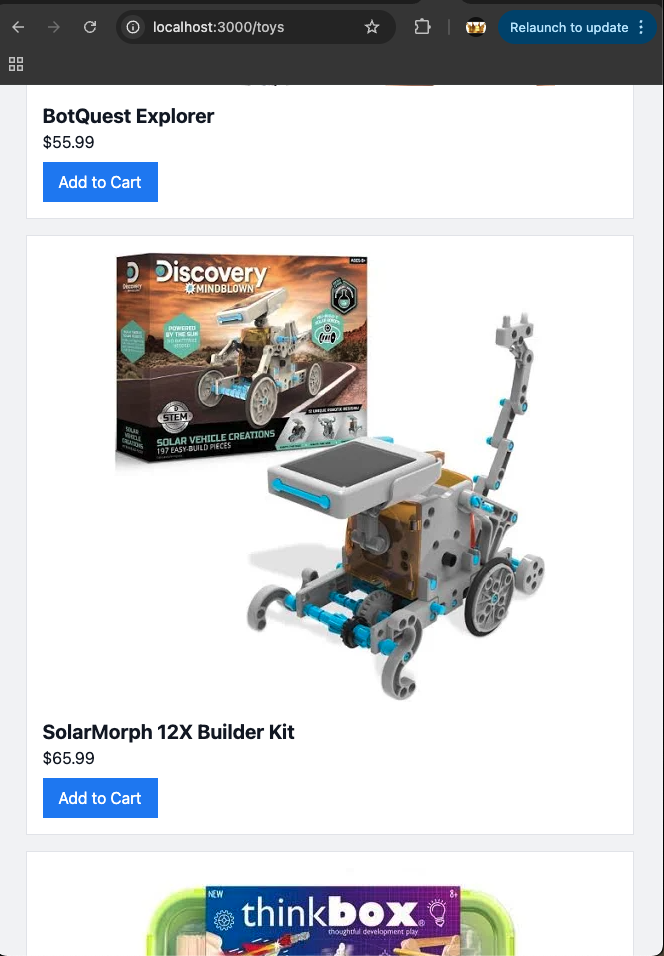 localhost:3000/toys
Relaunch to update
BotQuest Explorer
$55.99
Add to Cart
Discovery
MINDBLOWN
POWERED
BY THE SUN
STEM
SOLAR VEHICLE CREATIONS
197 EASY-BUILD PIECES
SolarMorph 12X Builder Kit
$65.99
Add to Cart
NEW
8+
thinkbox
thoughtful development play